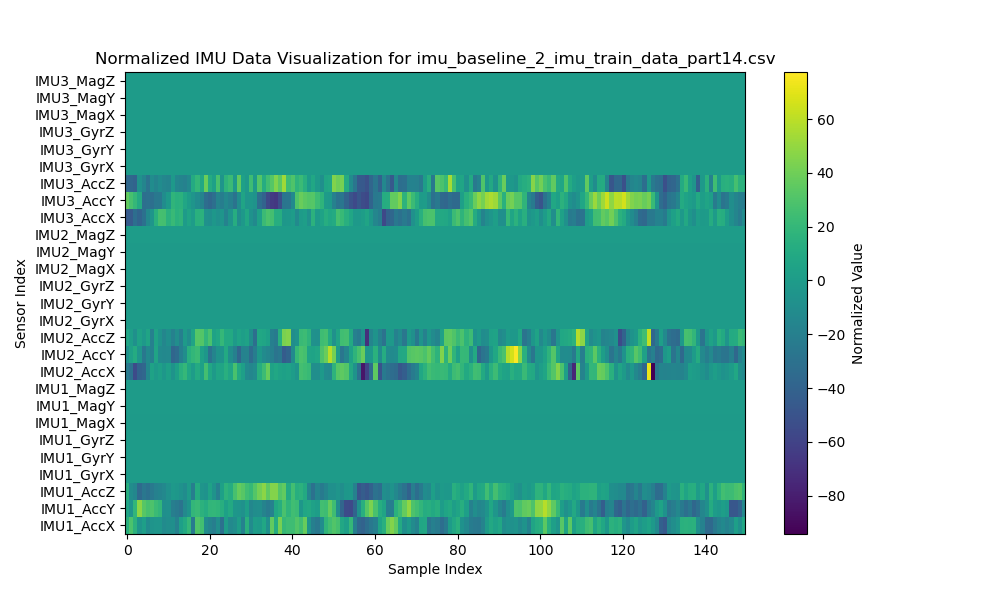 Normalized IMU Data Visualization for imu_baseline_2_imu_train_data_part14.csv
IMU3_MagZ
IMU3_MagY
IMU3_MagX
IMU3_GyrZ
IMU3_GyrY
IMU3_GyrX
IMU3_AccZ
IMU3_AccY
IMU3_AccX
IMU2_MagZ
IMU2_MagY
IMU2_MagX
IMU2_GyrZ
IMU2_GyrY
IMU2_GyrX
IMU2_AccZ
IMU2_AccY
IMU2_AccX
IMU1_MagZ
IMU1_MagY
IMU1_MagX
IMU1_GyrZ
IMU1_GyrY
IMU1_GyrX
IMU1_AccZ
IMU1_AccY
IMU1_AccX
Sensor Index
0 20 40 60 80 100 120 140
Sample Index
60
40
20
0
−20
−40
−60
−80
Normalized Value